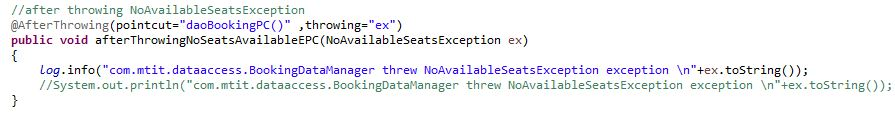 //after throwing NoAvailableSeatsException
@AfterThrowing(pointcut="daoBookingPC()" ,throwing="ex")
public void afterThrowingNoSeatsAvailableEPC(NoAvailableSeatsException ex)
{
log.info("com.mtit.dataaccess.BookingDataManager threw NoAvailableSeatsException exception \n"+ex.toString());
//System.out.println("com.mtit.dataaccess.BookingDataManager threw NoAvailableSeatsException exception \n"+ex.toString());
}